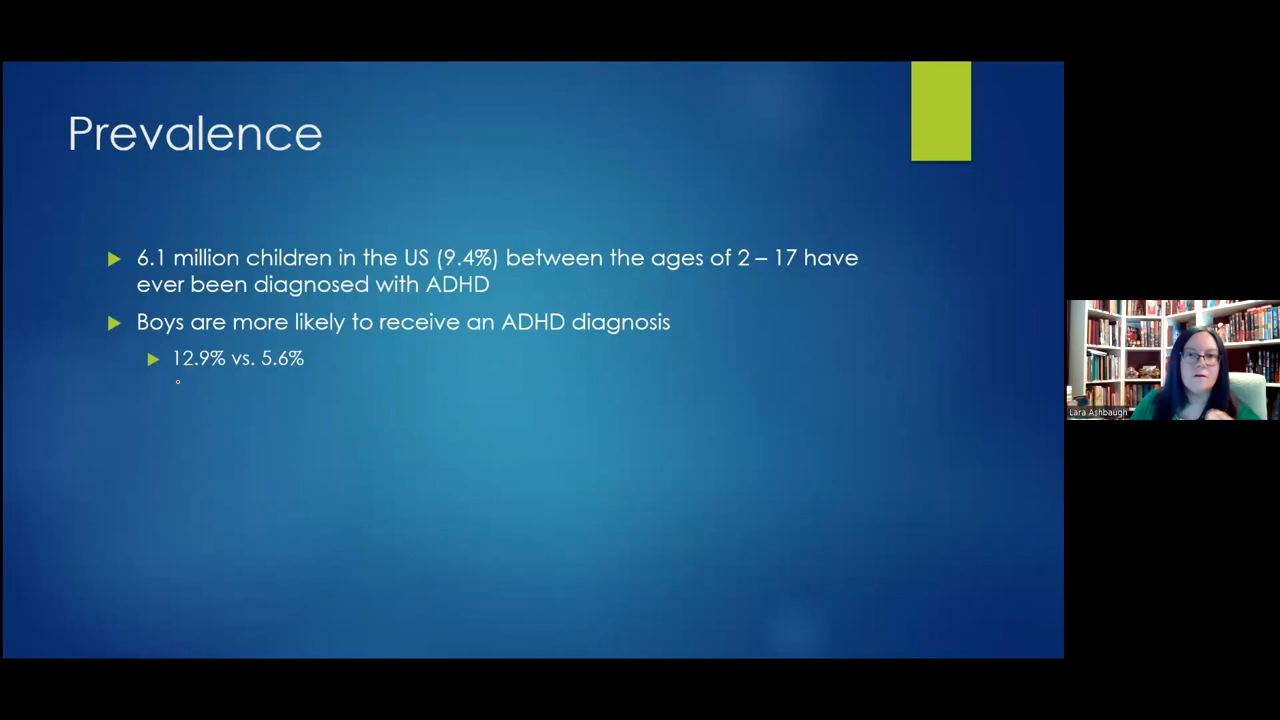 Prevalence
6.1 million children in the US (9.4%) between the ages of 2 – 17 have
ever been diagnosed with ADHD
Boys are more likely to receive an ADHD diagnosis
12.9% vs. 5.6%
Lara Ashbaugh